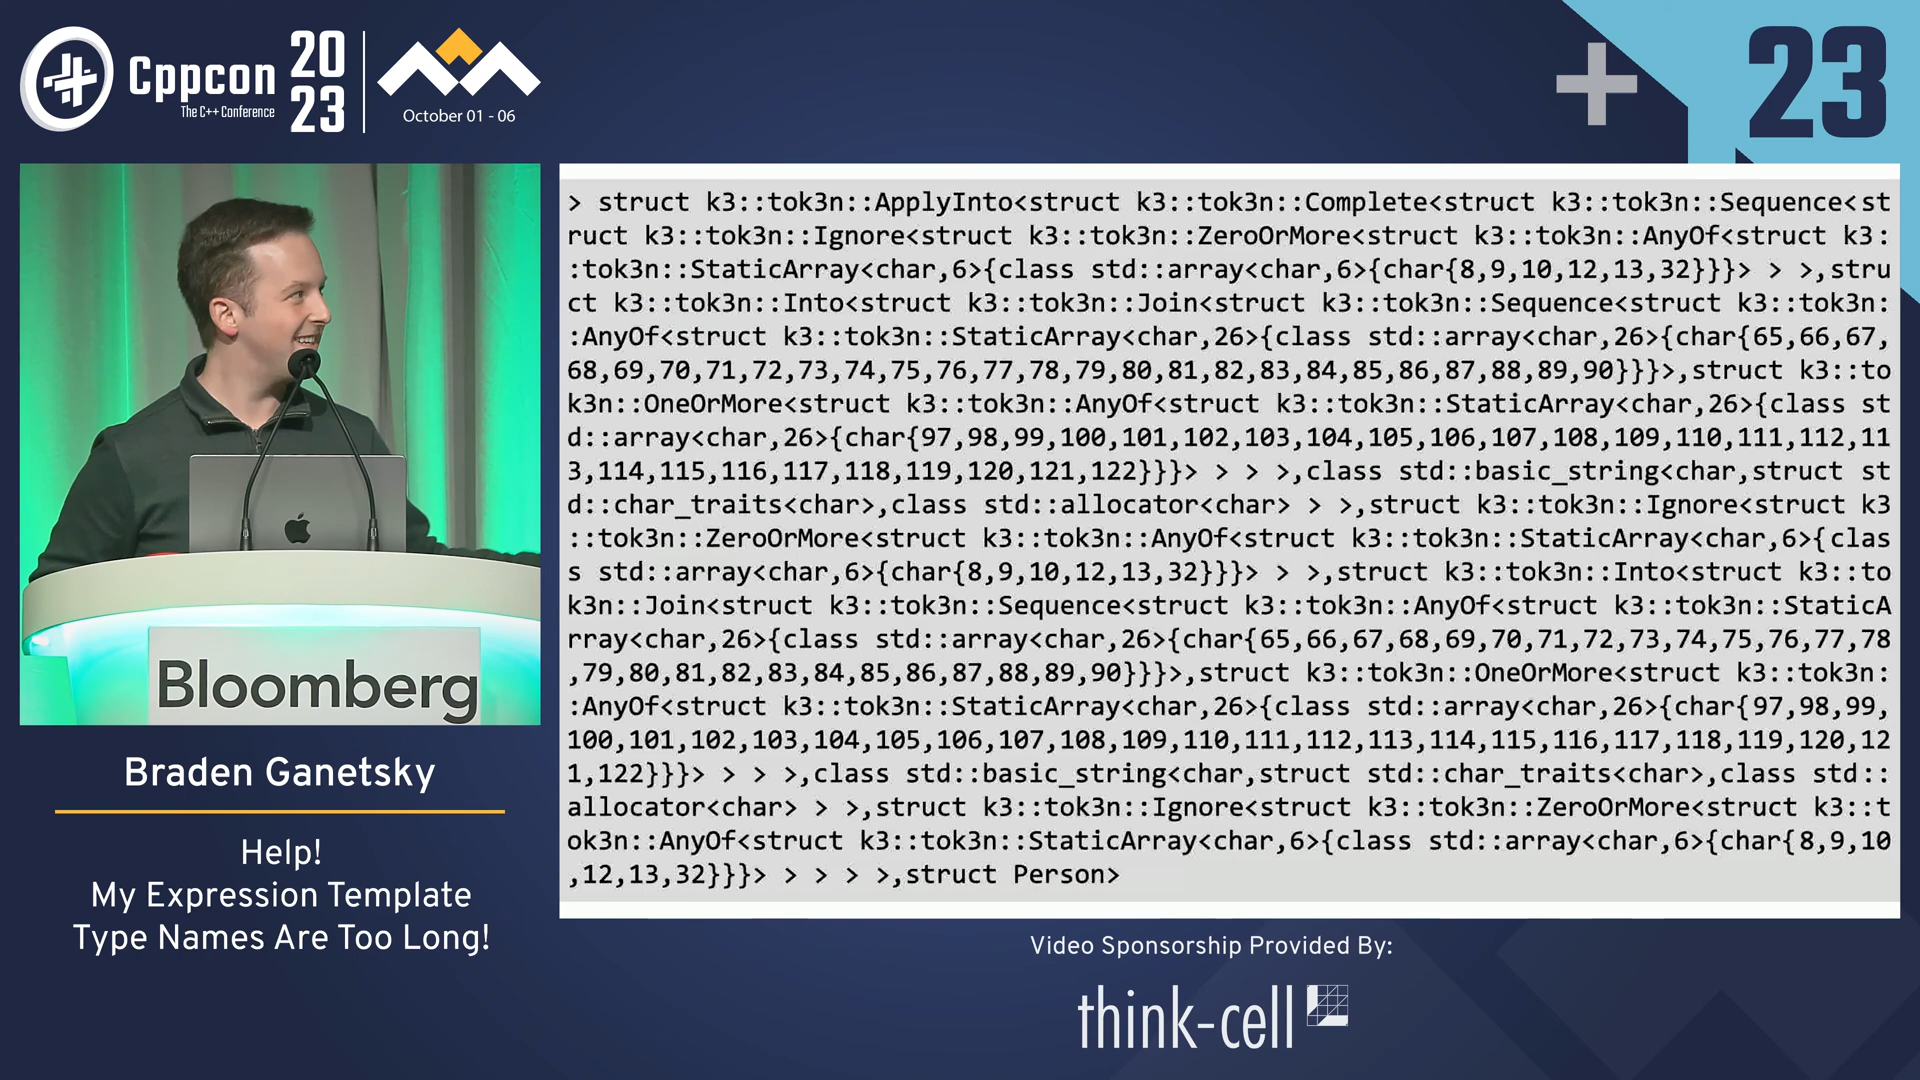 Cppcon
The C++ Conference
20
23
October 01 - 06
23
> struct k3::tok3n::ApplyInto<struct k3::tok3n::Complete<struct k3::tok3n::Sequence<st
ruct k3::tok3n::Ignore<struct k3::tok3n::ZeroOrMore<struct k3::tok3n::AnyOf<struct k3:
:tok3n::StaticArray<char,6>{class std::array<char,6>{char{8,9,10,12,13,32}}}> > >,stru
ct k3::tok3n::Into<struct k3::tok3n::Join<struct k3::tok3n::Sequence<struct k3::tok3n:
:AnyOf<struct k3::tok3n::StaticArray<char,26>{class std::array<char,26>{char{65,66,67,
68,69,70,71,72,73,74,75,76,77,78,79,80,81,82,83,84,85,86,87,88,89,90}}}>,struct k3::to
k3n::OneOrMore<struct k3::tok3n::AnyOf<struct k3::tok3n::StaticArray<char,26>{class st
d::array<char,26>{char{97,98,99,100,101,102,103,104,105,106,107,108,109,110,111,112,11
3,114,115,116,117,118,119,120,121,122}}}> > > >,class std::basic_string<char,struct st
d::char_traits<char>,class std::allocator<char> > >,struct k3::tok3n::Ignore<struct k3
::tok3n::ZeroOrMore<struct k3::tok3n::AnyOf<struct k3::tok3n::StaticArray<char,6>{clas
s std::array<char,6>{char{8,9,10,12,13,32}}}> > >,struct k3::tok3n::Into<struct k3::to
k3n::Join<struct k3::tok3n::Sequence<struct k3::tok3n::AnyOf<struct k3::tok3n::StaticA
rray<char,26>{class std::array<char,26>{char{65,66,67,68,69,70,71,72,73,74,75,76,77,78
,79,80,81,82,83,84,85,86,87,88,89,90}}}>,struct k3::tok3n::OneOrMore<struct k3::tok3n:
:AnyOf<struct k3::tok3n::StaticArray<char,26>{class std::array<char,26>{char{97,98,99,
100,101,102,103,104,105,106,107,108,109,110,111,112,113,114,115,116,117,118,119,120,12
1,122}}}> > > >,class std::basic_string<char,struct std::char_traits<char>,class std::
allocator<char> > >,struct k3::tok3n::Ignore<struct k3::tok3n::ZeroOrMore<struct k3::t
ok3n::AnyOf<struct k3::tok3n::StaticArray<char,6>{class std::array<char,6>{char{8,9,10
,12,13,32}}}> > > > >,struct Person>
Bloomberg
Braden Ganetsky
Help!
My Expression Template
Type Names Are Too Long!
Video Sponsorship Provided By:
think-cell